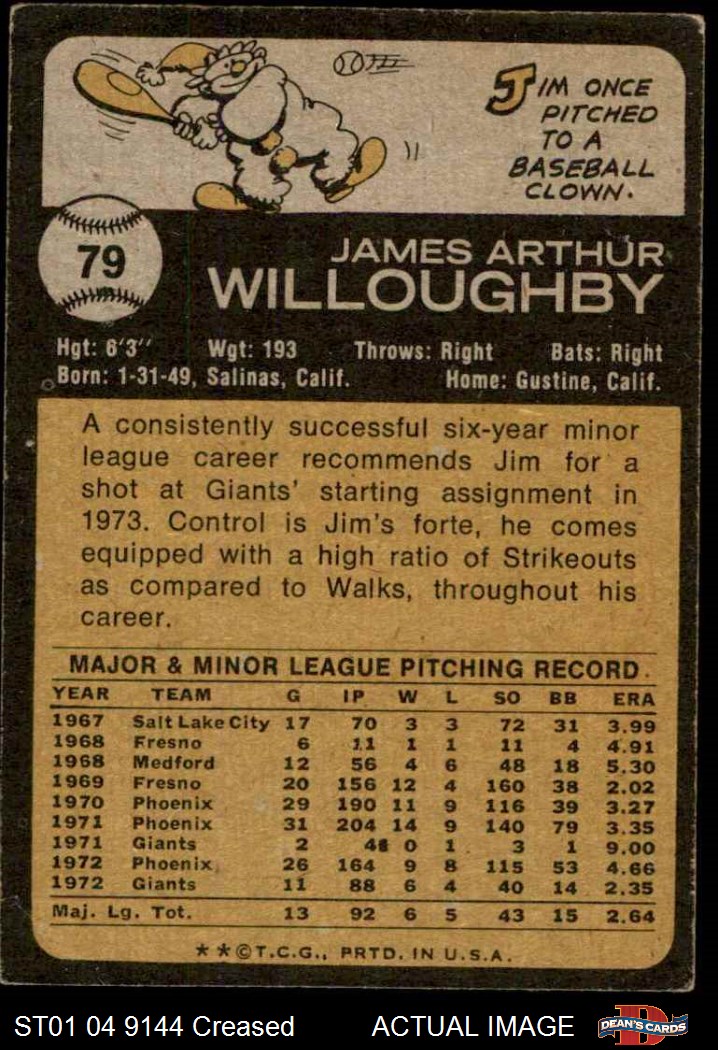 JIM ONCE
PITCHED
TO A
BASEBALL
CLOWN.
79
JAMES ARTHUR
WILLOUGHBY
Hgt: 6'3" Wgt: 193 Throws: Right Bats: Right
Born: 1-31-49, Salinas, Calif. Home: Gustine, Calif.
A consistently successful six-year minor
league career recommends Jim for a
shot at Giants' starting assignment in
1973. Control is Jim's forte, he comes
equipped with a high ratio of Strikeouts
as compared to Walks, throughout his
career.
MAJOR & MINOR LEAGUE PITCHING RECORD
YEAR TEAM G IP W L SO BB ERA
1967 Salt Lake City 17 70 3 3 72 31 3.99
1968 Fresno 6 11 1 1 11 4 4.91
1968 Medford 12 56 4 6 48 18 5.30
1969 Fresno 20 156 12 4 160 38 2.02
1970 Phoenix 29 190 11 9 116 39 3.27
1971 Phoenix 31 204 14 9 140 79 3.35
1971 Giants 2 4 0 1 3 1 9.00
1972 Phoenix 26 164 9 8 115 53 4.66
1972 Giants 11 88 6 4 40 14 2.35
Maj. Lg. Tot. 13 92 6 5 43 15 2.64
**©T.C.G., PRTD. IN U.S.A.
ST01 04 9144 Creased ACTUAL IMAGE DEAN'S CARDS